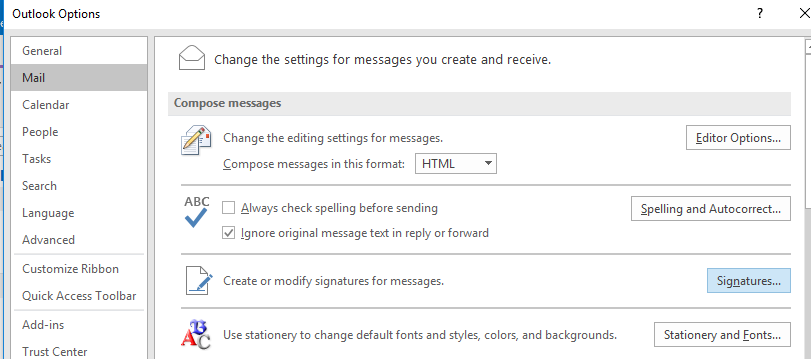 Outlook Options ? ×
General
Mail
Calendar
People
Tasks
Search
Language
Advanced
Customize Ribbon
Quick Access Toolbar
Add-ins
Trust Center
Change the settings for messages you create and receive.
Compose messages
Change the editing settings for messages.
Editor Options...
Compose messages in this format: HTML
ABC
Always check spelling before sending
Spelling and Autocorrect...
Ignore original message text in reply or forward
Create or modify signatures for messages.
Signatures...
Use stationery to change default fonts and styles, colors, and backgrounds.
Stationery and Fonts...